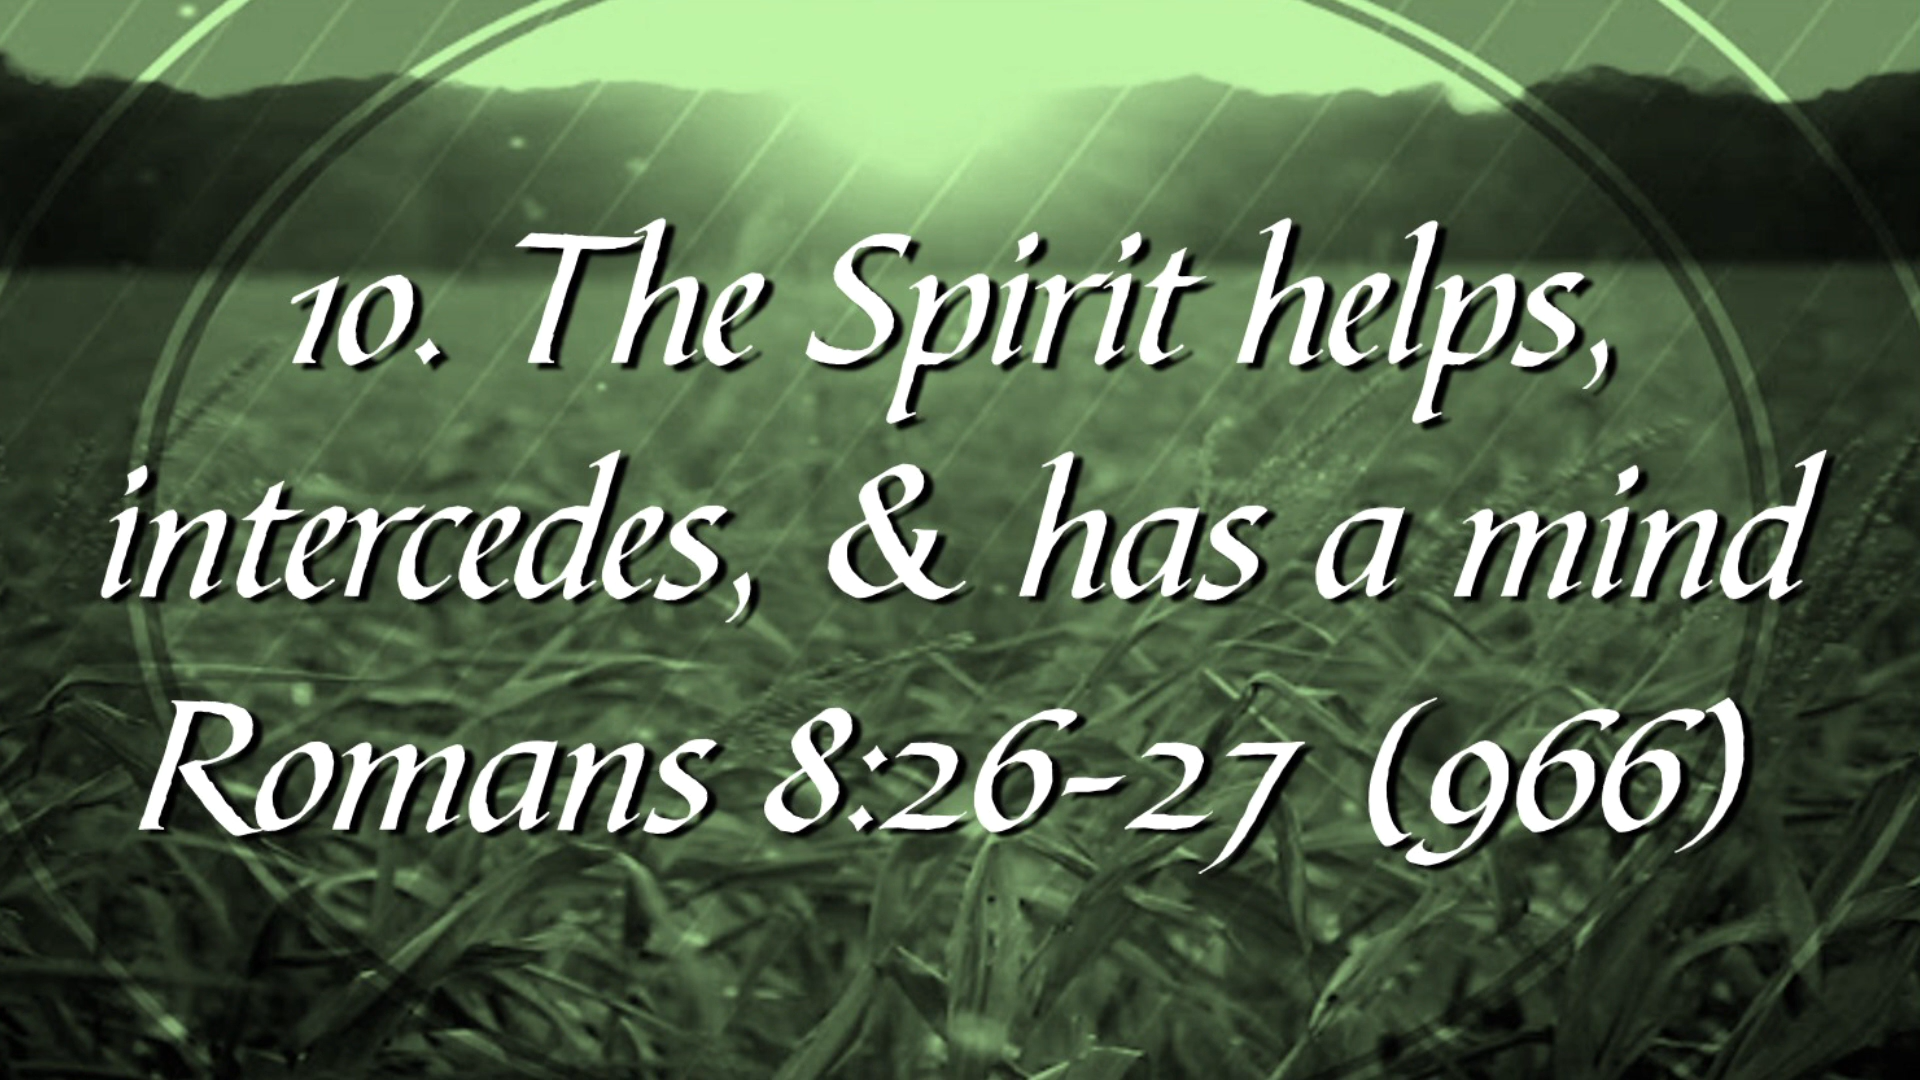 10. The Spirit helps,
intercedes, & has a mind
Romans 8:26-27 (966)